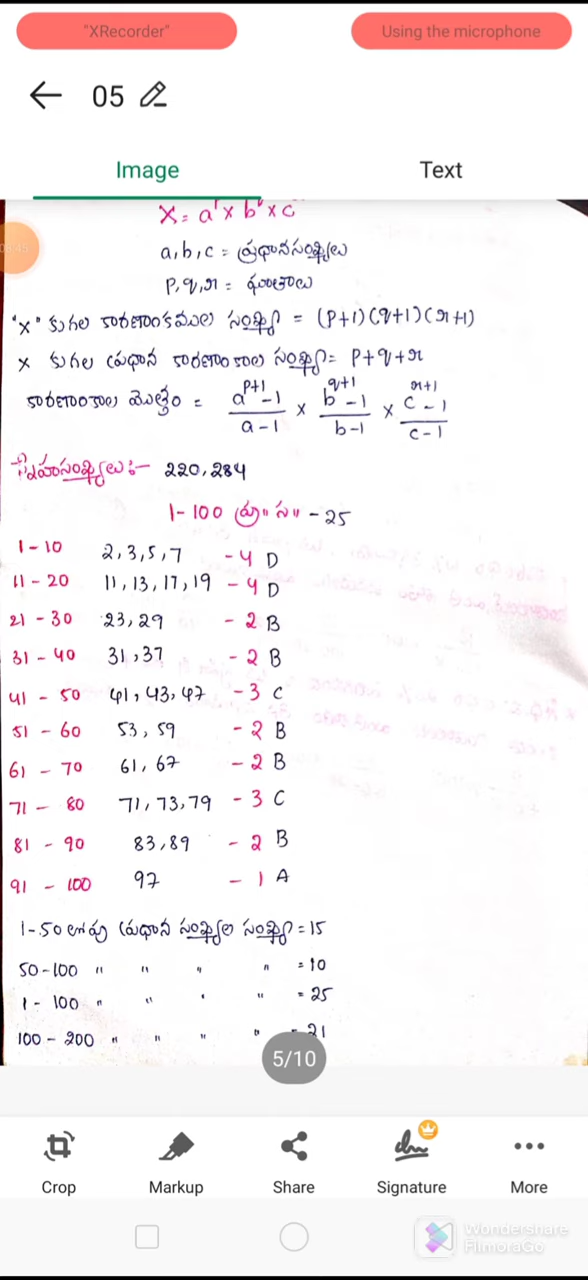 "XRecorder"
Using the microphone
05
Image
Text
X = a^p × b^q × c
a, b, c = ప్రధానసంఖ్యలు
P, q, r = ఘాతాలు
"x" కుగల కారణాంకముల సంఖ్య = (P+1)(q+1)(r+1)
x కుగల ప్రధాన కారణాంకాల సంఖ్య = P+q+r
కారణాంకాల మొత్తం = a^(P+1) -1 / a-1 × b^(q+1) -1 / b-1 × c^(r+1) -1 / c-1
స్నేహసంఖ్యలు :- 220, 284
1-100 ప్ర॥ సం॥ - 25
1-10 2, 3, 5, 7 - 4 D
11 - 20 11, 13, 17, 19 - 4 D
21 - 30 23, 29 - 2 B
31 - 40 31, 37 - 2 B
41 - 50 41, 43, 47 - 3 C
51 - 60 53, 59 - 2 B
61 - 70 61, 67 - 2 B
71 - 80 71, 73, 79 - 3 C
81 - 90 83, 89 - 2 B
91 - 100 97 - 1 A
1-50 లోపు ప్రధాన సంఖ్యల సంఖ్య = 15
50-100 " " " " = 10
1 - 100 " " " " = 25
100 - 200 " " " " = 21
5/10
Crop
Markup
Share
Signature
More
Wondershare
FilmoraGo